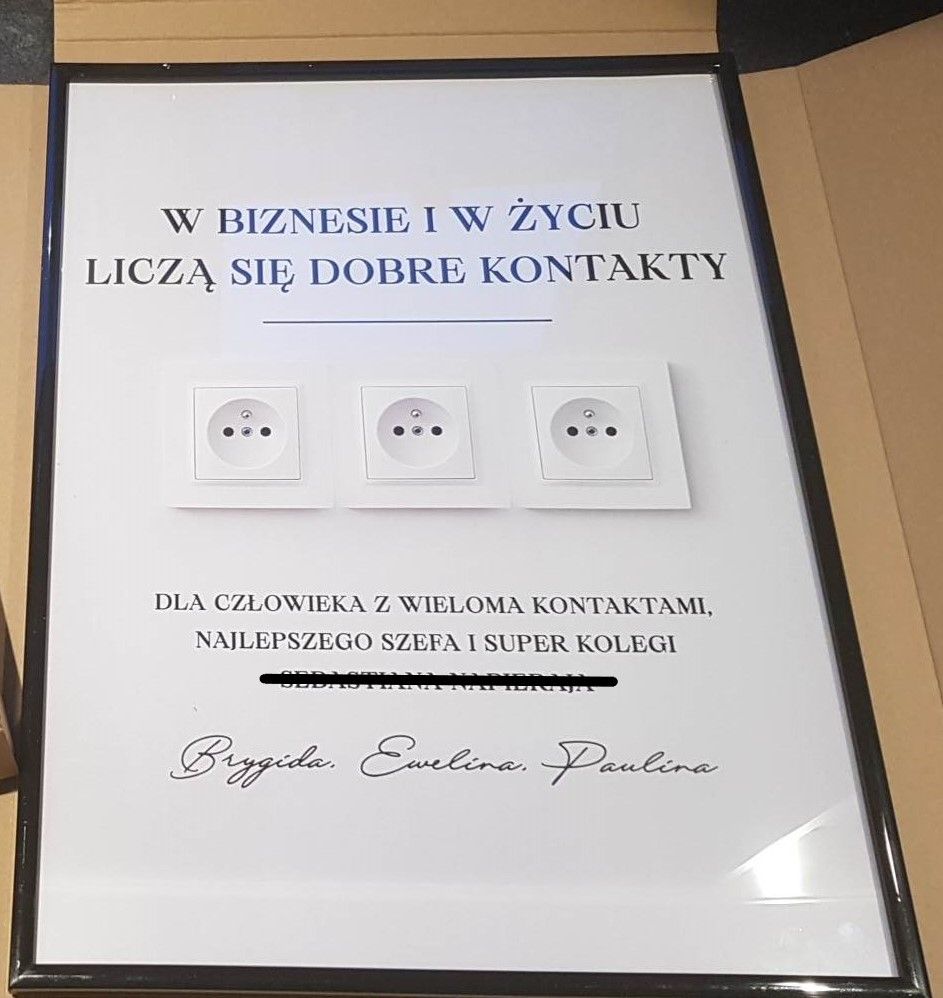 W BIZNESIE I W ŻYCIU
LICZĄ SIĘ DOBRE KONTAKTY
DLA CZŁOWIEKA Z WIELOMA KONTAKTAMI,
NAJLEPSZEGO SZEFA I SUPER KOLEGI
Brygida. Ewelina. Paulina